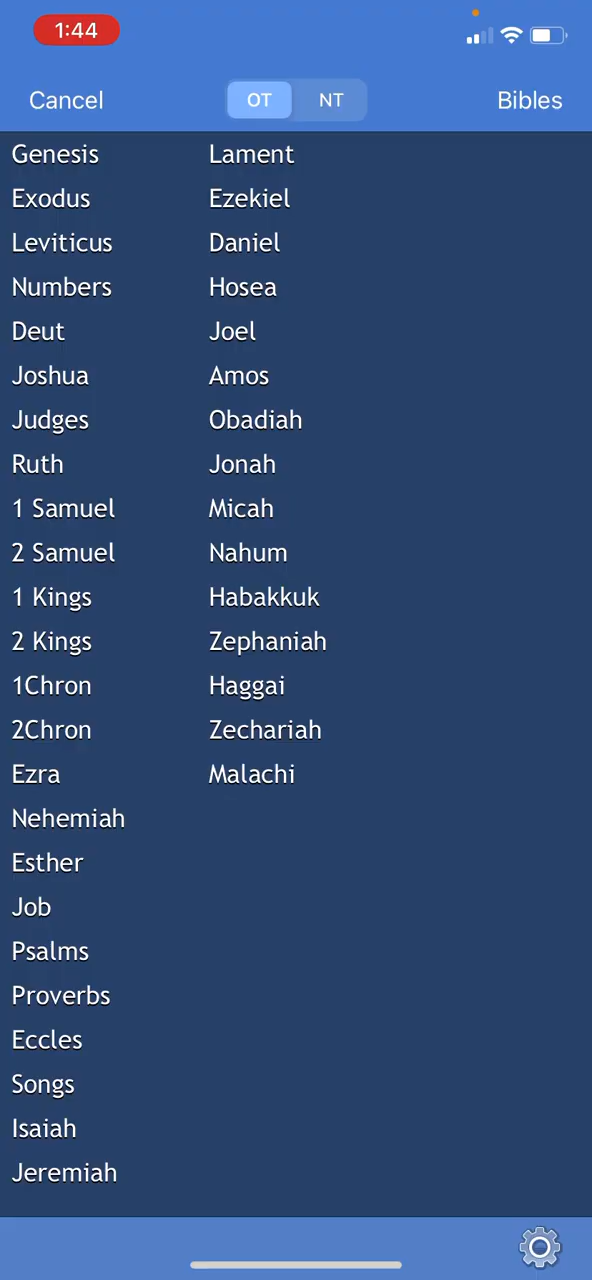 1:44
Cancel
OT
NT
Bibles
Genesis
Exodus
Leviticus
Numbers
Deut
Joshua
Judges
Ruth
1 Samuel
2 Samuel
1 Kings
2 Kings
1Chron
2Chron
Ezra
Nehemiah
Esther
Job
Psalms
Proverbs
Eccles
Songs
Isaiah
Jeremiah
Lament
Ezekiel
Daniel
Hosea
Joel
Amos
Obadiah
Jonah
Micah
Nahum
Habakkuk
Zephaniah
Haggai
Zechariah
Malachi